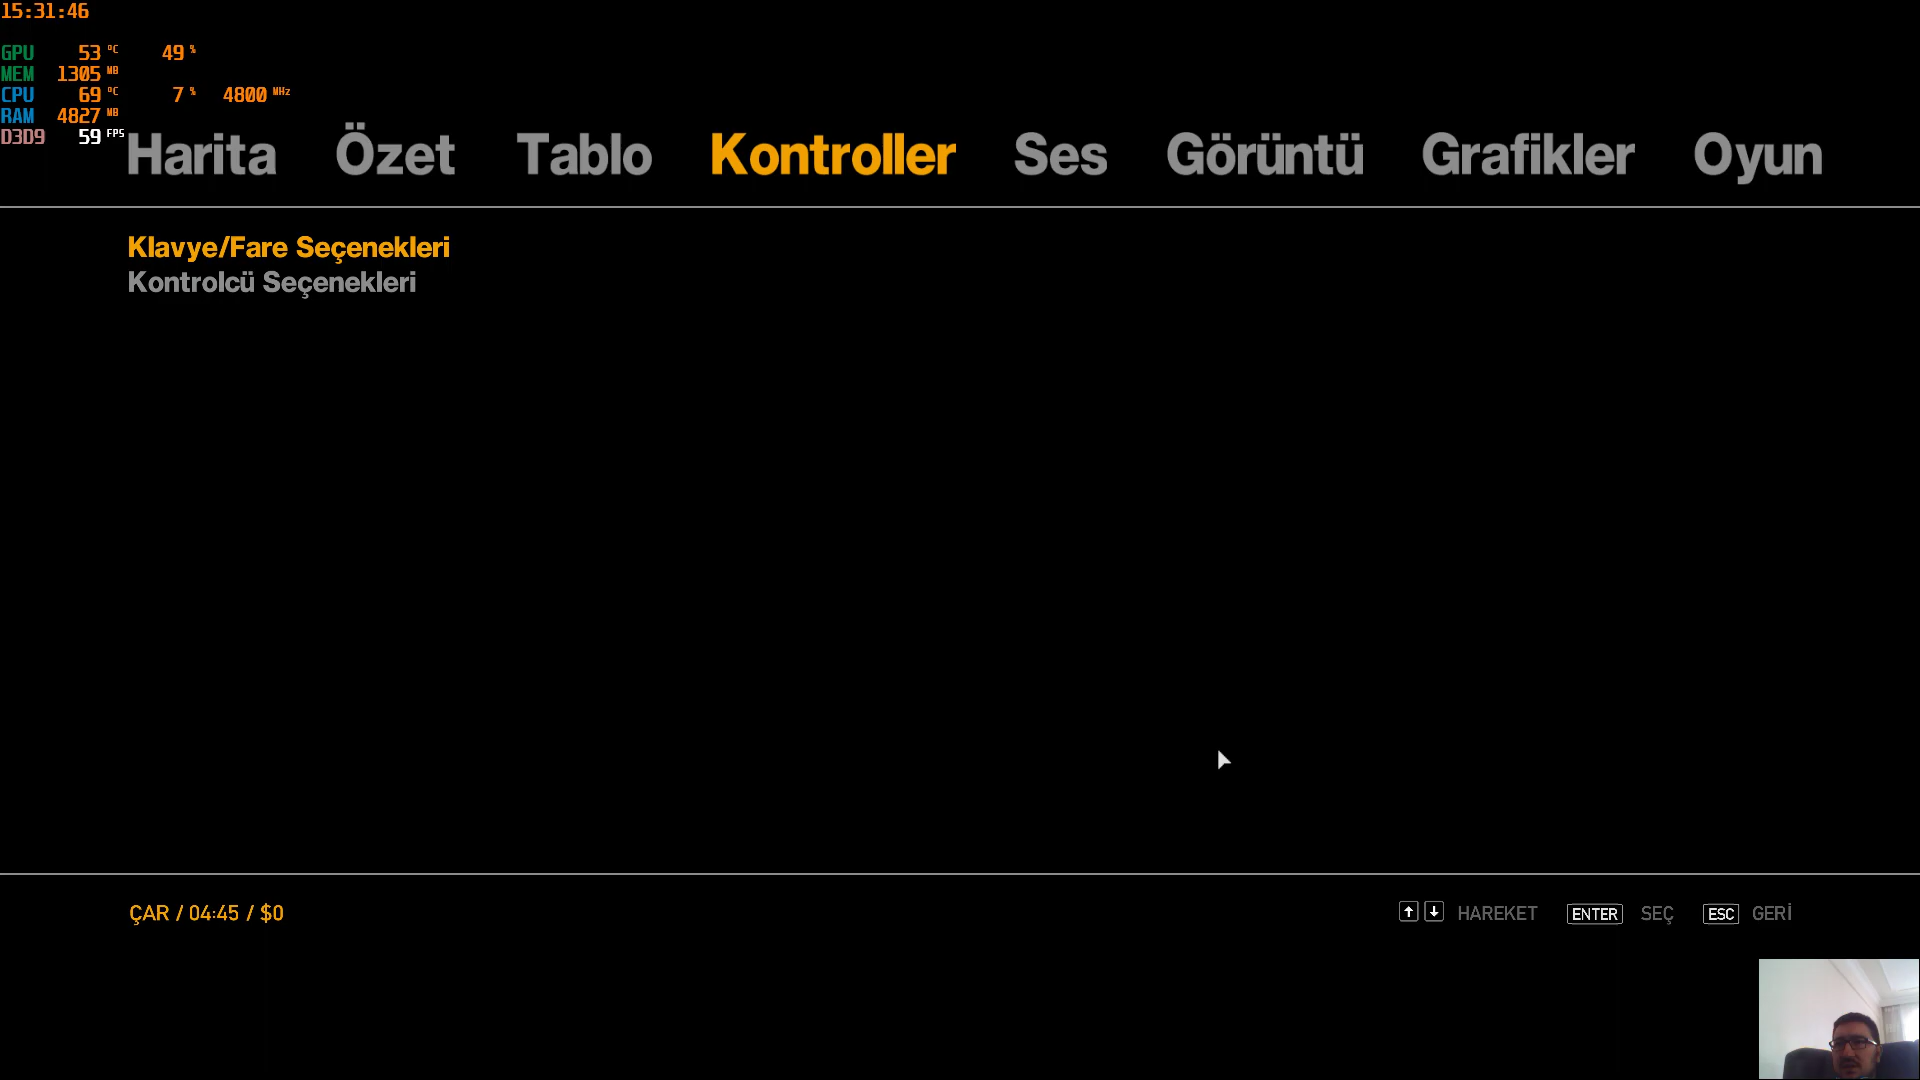 15:31:46
GPU 53 °C 49 %
MEM 1305 MB
CPU 69 °C 7 % 4800 MHz
RAM 4827 MB
D3D9 59 FPS
Harita Özet Tablo Kontroller Ses Görüntü Grafikler Oyun
Klavye/Fare Seçenekleri
Kontrolcü Seçenekleri
ÇAR / 04:45 / $0
HAREKET ENTER SEÇ ESC GERİ